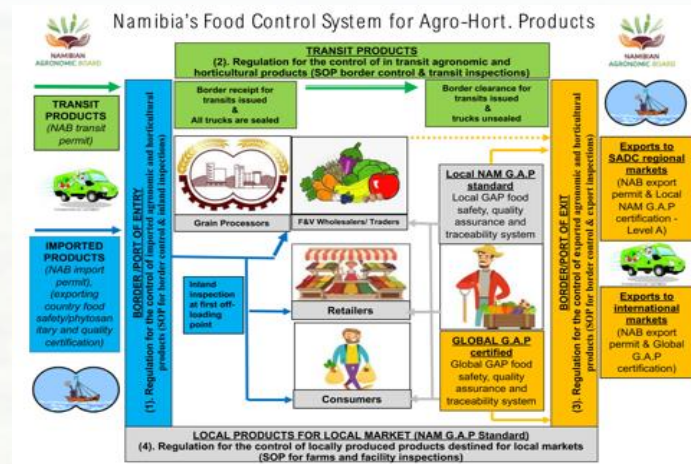 Namibia's Food Control System for Agro-Hort. Products
NAMIBIAN
AGRONOMIC BOARD
TRANSIT PRODUCTS
(2). Regulation for the control of in transit agronomic and
horticultural products (SOP border control & transit inspections)
NAMIBIAN
AGRONOMIC BOARD
TRANSIT
PRODUCTS
(NAB transit
permit)
Border receipt for
transits issued
&
All trucks are sealed
Border clearance for
transits issued
&
trucks unsealed
IMPORTED
PRODUCTS
(NAB import
permit),
(exporting
country food
safety/phytosan
itary and quality
certification)
BORDER/PORT OF ENTRY
(1). Regulation for the control of imported agronomic and horticultural
products (SOP for border control & inland inspections)
Grain Processors
F&V Wholesalers/ Traders
Inland
inspection
at first off-
loading
point
Retailers
Consumers
Local NAM G.A.P
standard
Local GAP food
safety, quality
assurance and
traceability system
GLOBAL G.A.P
certified
Global GAP food
safety, quality
assurance and
traceability system
BORDER/PORT OF EXIT
(3). Regulation for the control of exported agronomic and horticultural
products (SOP for border control & export inspections)
Exports to
SADC regional
markets
(NAB export
permit & Local
NAM G.A.P
certification -
Level A)
Exports to
international
markets
(NAB export
permit & Global
G.A.P
certification)
LOCAL PRODUCTS FOR LOCAL MARKET (NAM G.A.P Standard)
(4). Regulation for the control of locally produced products destined for local markets
(SOP for farms and facility inspections)